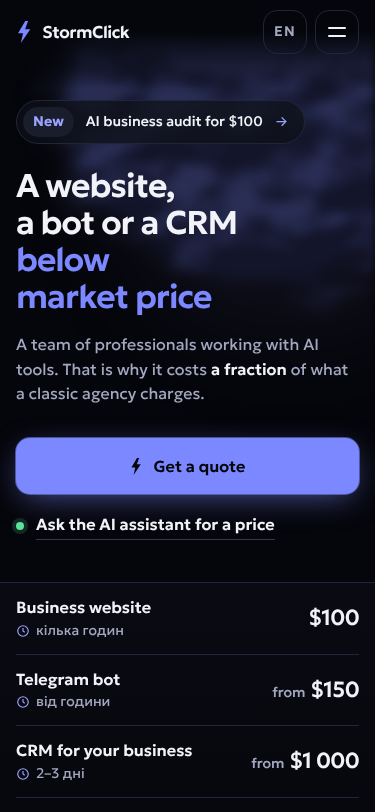 StormClick
EN
New AI business audit for $100 →
A website,
a bot or a CRM
below
market price
A team of professionals working with AI
tools. That is why it costs a fraction of what
a classic agency charges.
Get a quote
Ask the AI assistant for a price
Business website
$100
кілька годин
Telegram bot
from $150
від години
CRM for your business
from $1 000
2–3 дні